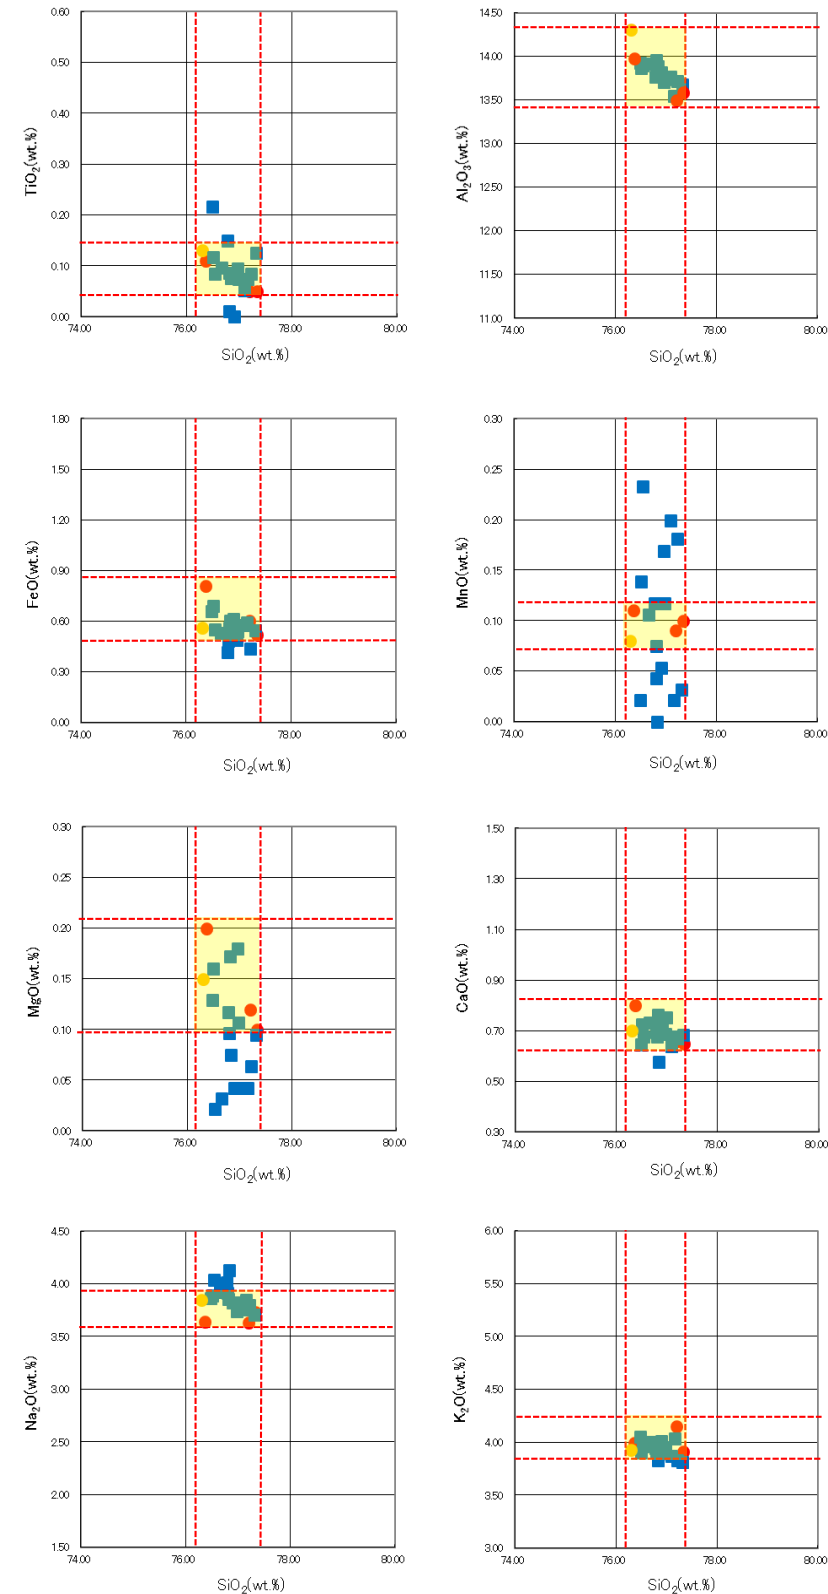 0.60
0.50
0.40
0.30
0.20
0.10
0.00
TiO2(wt.%)
74.00 76.00 78.00 80.00
SiO2(wt.%)
14.50
14.00
13.50
13.00
12.50
12.00
11.50
11.00
Al2O3(wt.%)
74.00 76.00 78.00 80.00
SiO2(wt.%)
1.80
1.50
1.20
0.90
0.60
0.30
0.00
FeO(wt.%)
74.00 76.00 78.00 80.00
SiO2(wt.%)
0.30
0.25
0.20
0.15
0.10
0.05
0.00
MnO(wt.%)
74.00 76.00 78.00 80.00
SiO2(wt.%)
0.30
0.25
0.20
0.15
0.10
0.05
0.00
MgO(wt.%)
74.00 76.00 78.00 80.00
SiO2(wt.%)
1.50
1.30
1.10
0.90
0.70
0.50
0.30
CaO(wt.%)
74.00 76.00 78.00 80.00
SiO2(wt.%)
4.50
4.00
3.50
3.00
2.50
2.00
1.50
Na2O(wt.%)
74.00 76.00 78.00 80.00
SiO2(wt.%)
6.00
5.50
5.00
4.50
4.00
3.50
3.00
K2O(wt.%)
74.00 76.00 78.00 80.00
SiO2(wt.%)